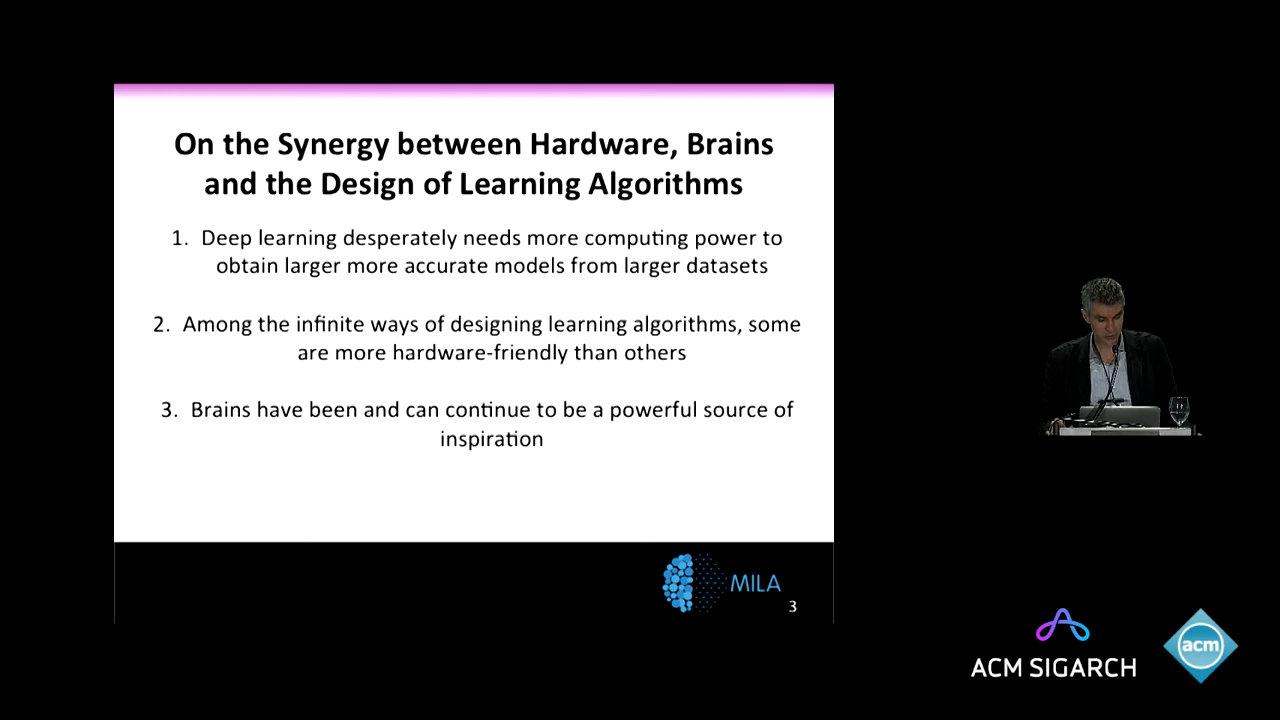 On the Synergy between Hardware, Brains
and the Design of Learning Algorithms
1. Deep learning desperately needs more computing power to
obtain larger more accurate models from larger datasets
2. Among the infinite ways of designing learning algorithms, some
are more hardware-friendly than others
3. Brains have been and can continue to be a powerful source of
inspiration
MILA
3
ACM SIGARCH
acm